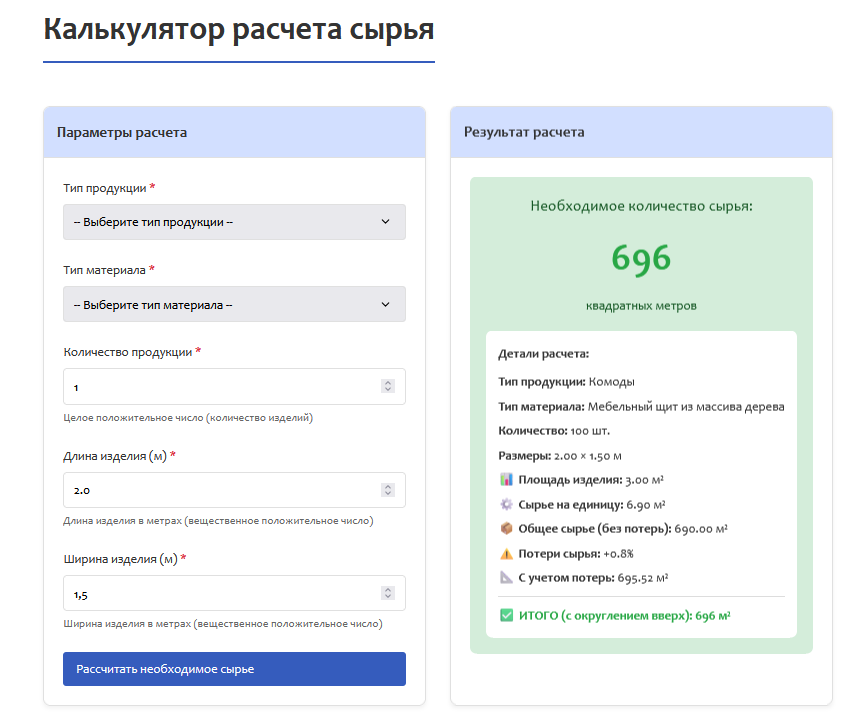 Калькулятор расчета сырья
Параметры расчета
Тип продукции *
-- Выберите тип продукции --
Тип материала *
-- Выберите тип материала --
Количество продукции *
1
Целое положительное число (количество изделий)
Длина изделия (м) *
2.0
Длина изделия в метрах (вещественное положительное число)
Ширина изделия (м) *
1,5
Ширина изделия в метрах (вещественное положительное число)
Рассчитать необходимое сырье
Результат расчета
Необходимое количество сырья:
696
квадратных метров
Детали расчета:
Тип продукции: Комоды
Тип материала: Мебельный щит из массива дерева
Количество: 100 шт.
Размеры: 2.00 × 1.50 м
📊 Площадь изделия: 3.00 м²
⚙️ Сырье на единицу: 6.90 м²
📦 Общее сырье (без потерь): 690.00 м²
⚠️ Потери сырья: +0.8%
📐 С учетом потерь: 695.52 м²
✅ ИТОГО (с округлением вверх): 696 м²